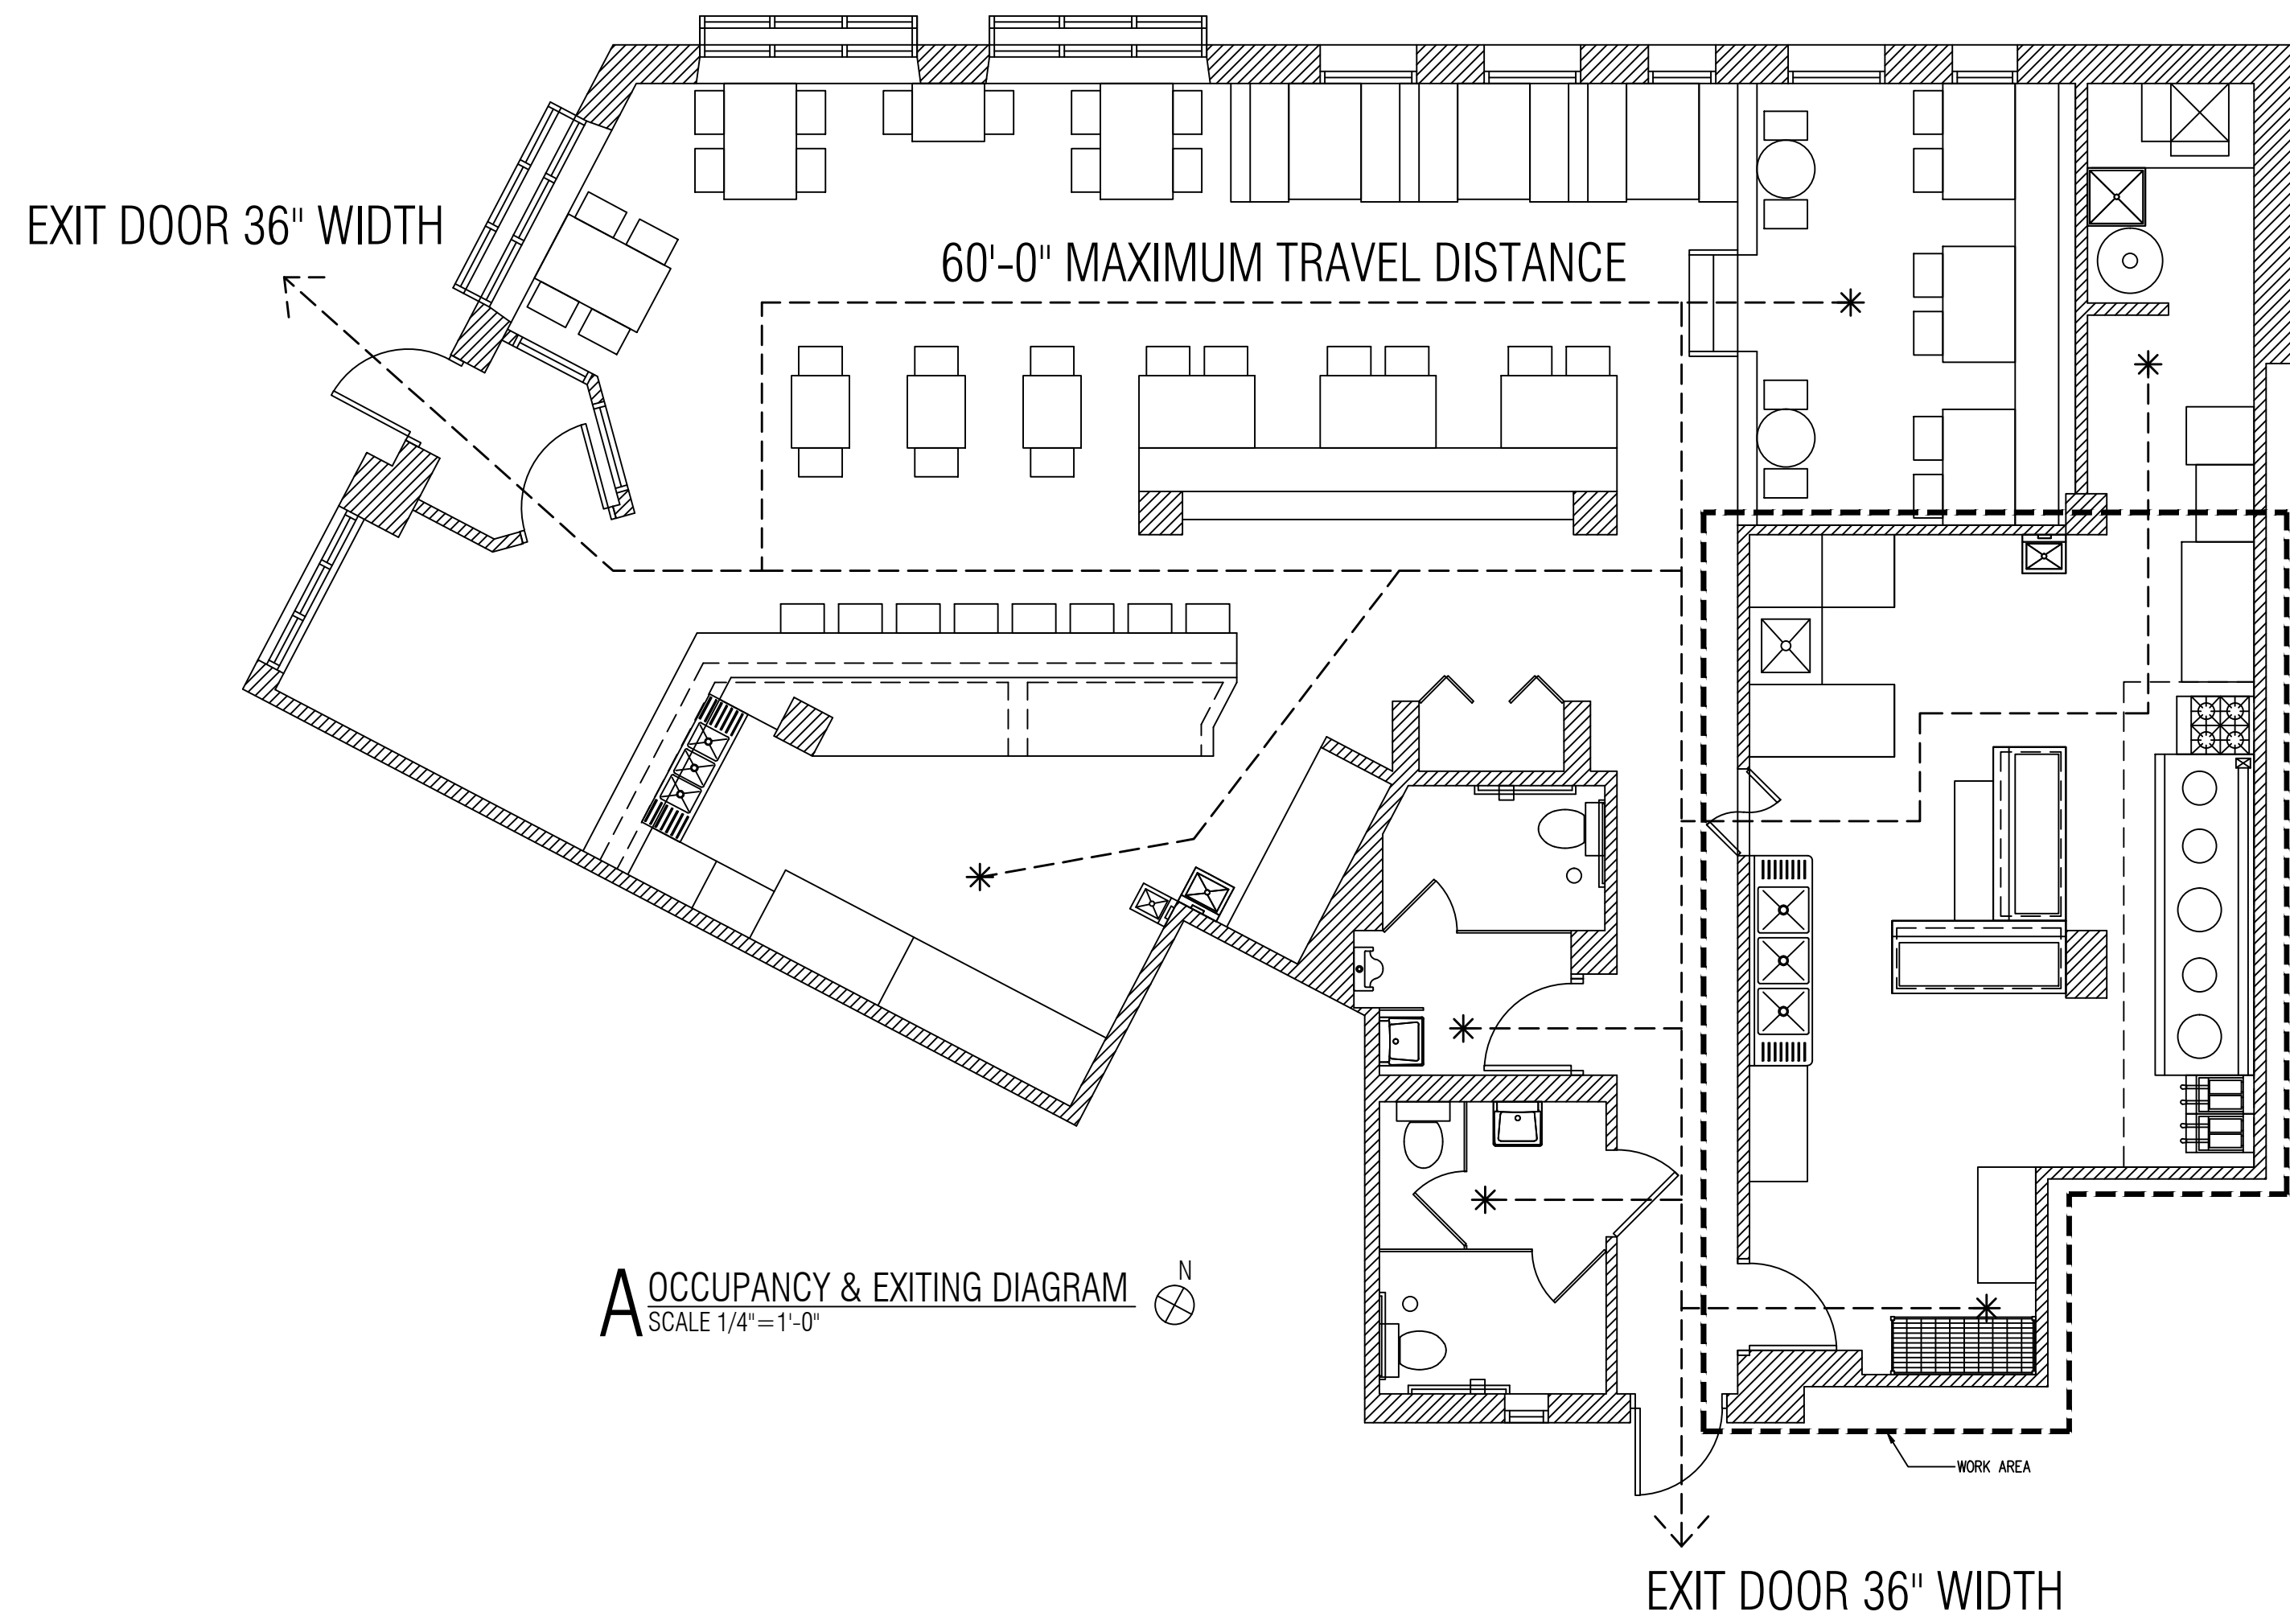 EXIT DOOR 36" WIDTH
60'-0" MAXIMUM TRAVEL DISTANCE
A OCCUPANCY & EXITING DIAGRAM
SCALE 1/4"=1'-0"
N
WORK AREA
EXIT DOOR 36" WIDTH